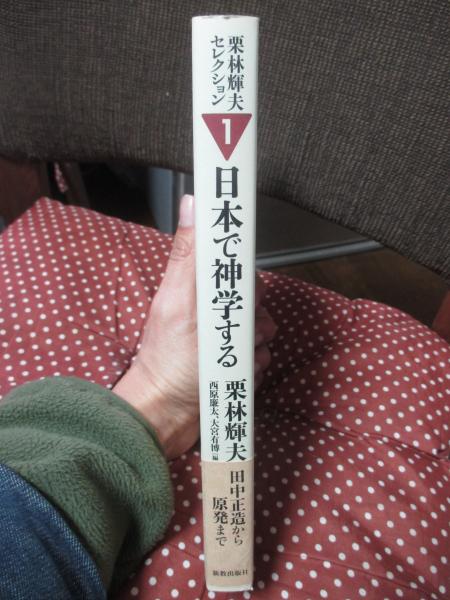 栗林輝夫
セレクション
1
日本で神学する
栗林輝夫
西原廉太、大宮有博 編
田中正造から
原発まで
新教出版社